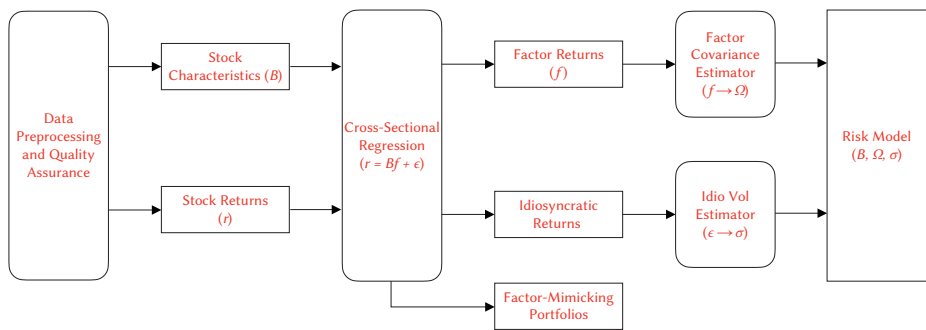 Data
Preprocessing
and Quality
Assurance
Stock
Characteristics (B)
Stock Returns
(r)
Cross-Sectional
Regression
(r = Bf + ϵ)
Factor Returns
(f)
Idiosyncratic
Returns
Factor-Mimicking
Portfolios
Factor
Covariance
Estimator
(f → Ω)
Idio Vol
Estimator
(ϵ → σ)
Risk Model
(B, Ω, σ)